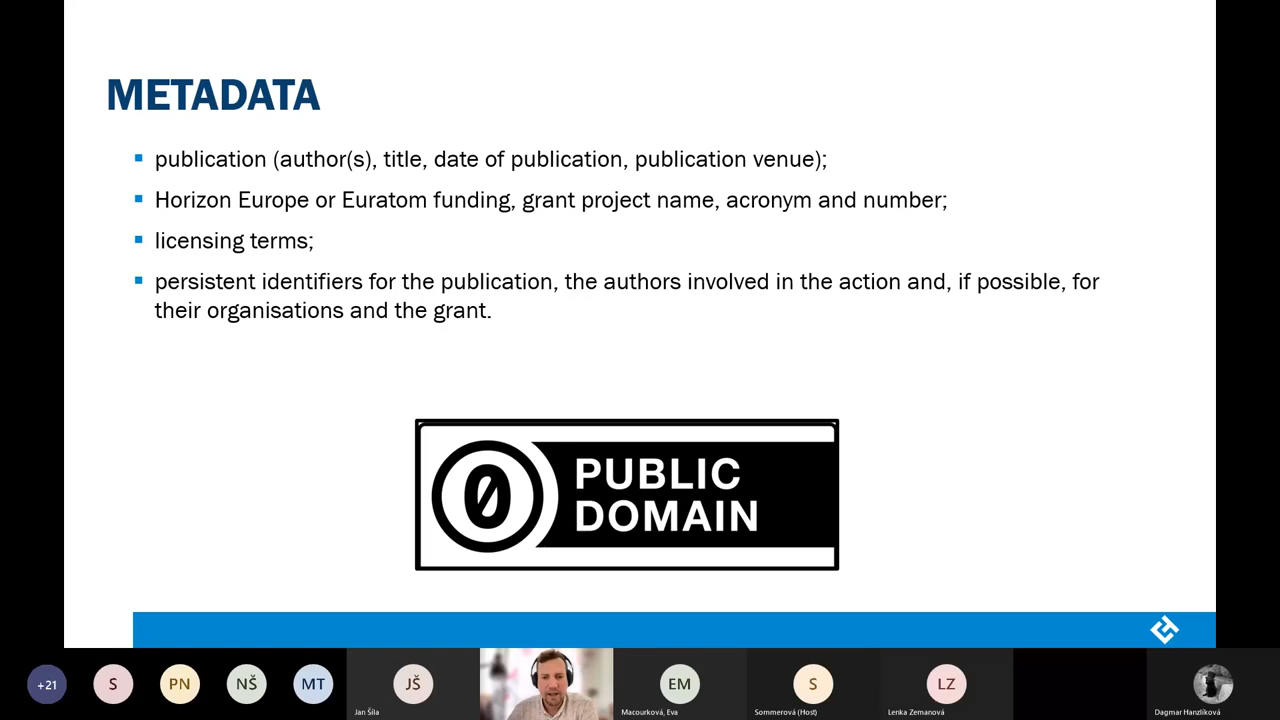 METADATA
publication (author(s), title, date of publication, publication venue);
Horizon Europe or Euratom funding, grant project name, acronym and number;
licensing terms;
persistent identifiers for the publication, the authors involved in the action and, if possible, for
their organisations and the grant.
0 PUBLIC
DOMAIN
+21 S PN NŠ MT JŠ EM S LZ
Jan Šíla Macourková, Eva Sommerová (Host) Lenka Zemanová Dagmar Hanzlíková